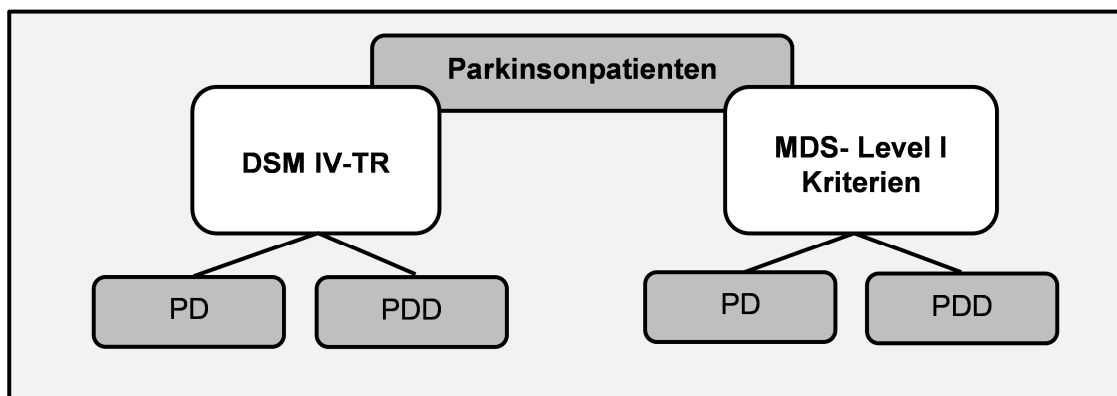 Parkinsonpatienten
DSM IV-TR
MDS- Level I
Kriterien
PD
PDD
PD
PDD